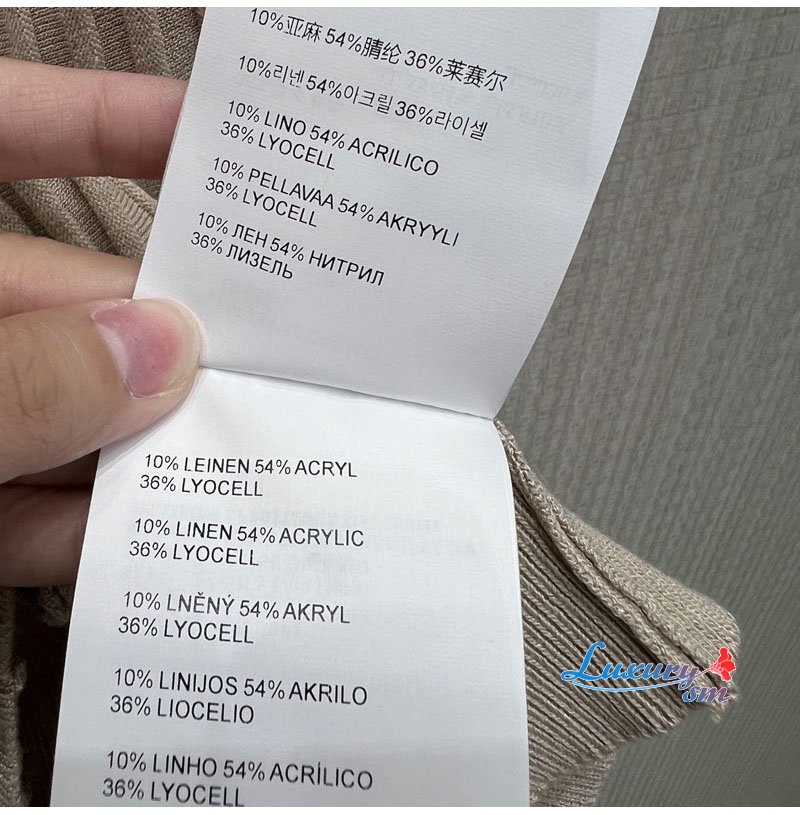 10%亚麻 54%腈纶 36%莱赛尔
10%리넨 54%아크릴 36%라이셀
10% LINO 54% ACRILICO
36% LYOCELL
10% PELLAVAA 54% AKRYYLI
36% LYOCELL
10% ЛЕН 54% НИТРИЛ
36% ЛИЗЕЛЬ
10% LEINEN 54% ACRYL
36% LYOCELL
10% LINEN 54% ACRYLIC
36% LYOCELL
10% LNĚNÝ 54% AKRYL
36% LYOCELL
10% LINIJOS 54% AKRILO
36% LIOCELIO
10% LINHO 54% ACRÍLICO
36% LYOCELL
Luxury
sm